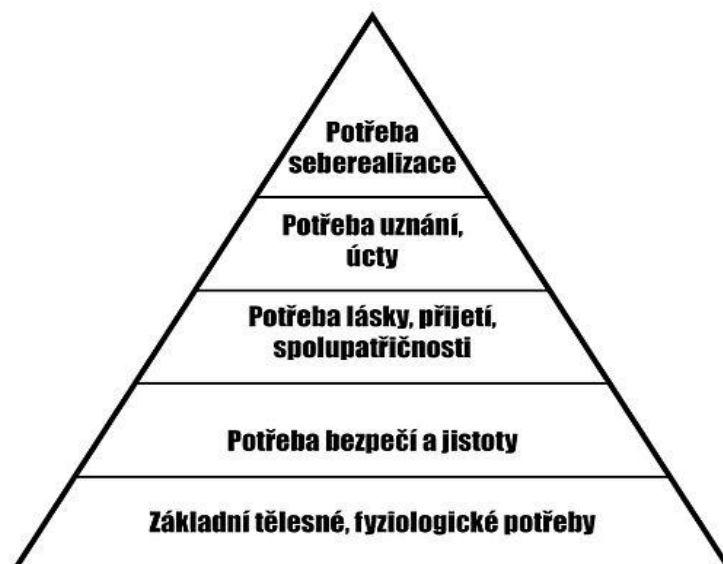 Potřeba
seberealizace
Potřeba uznání,
úcty
Potřeba lásky, přijetí,
spolupatřičnosti
Potřeba bezpečí a jistoty
Základní tělesné, fyziologické potřeby